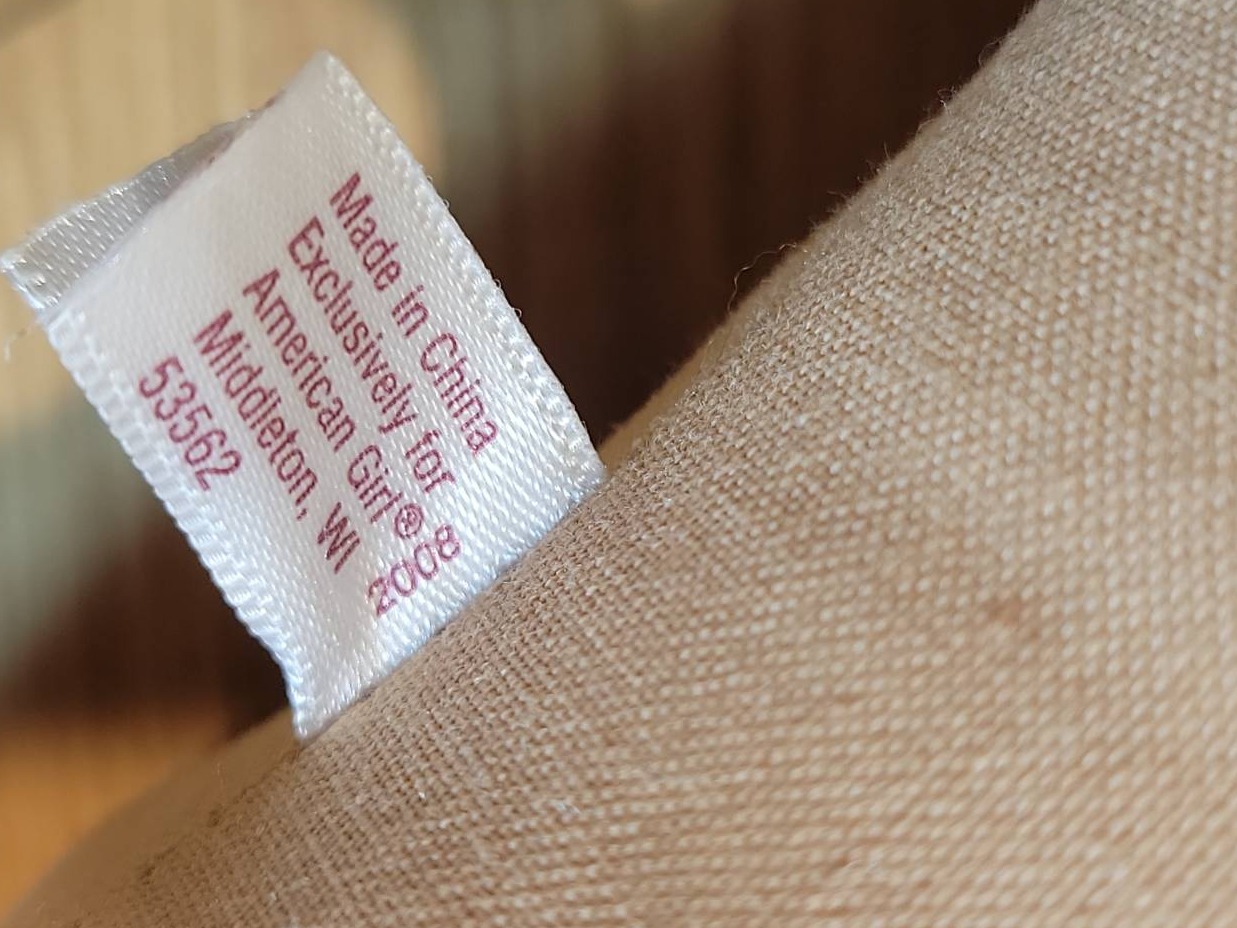 Made in China
Exclusively for
American Girl®
Middleton, WI
53562
2008